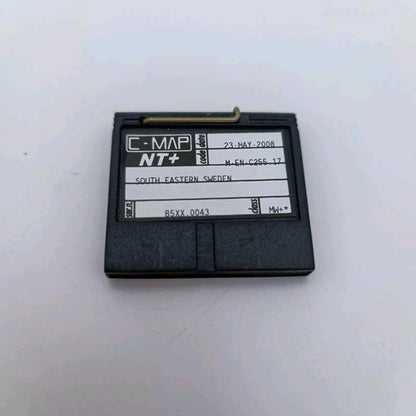 C-MAP
NT+
date 23-MAY-2008
code M-EN-C255.17
SOUTH EASTERN SWEDEN
ser.n B5XX.0043
class MW+*